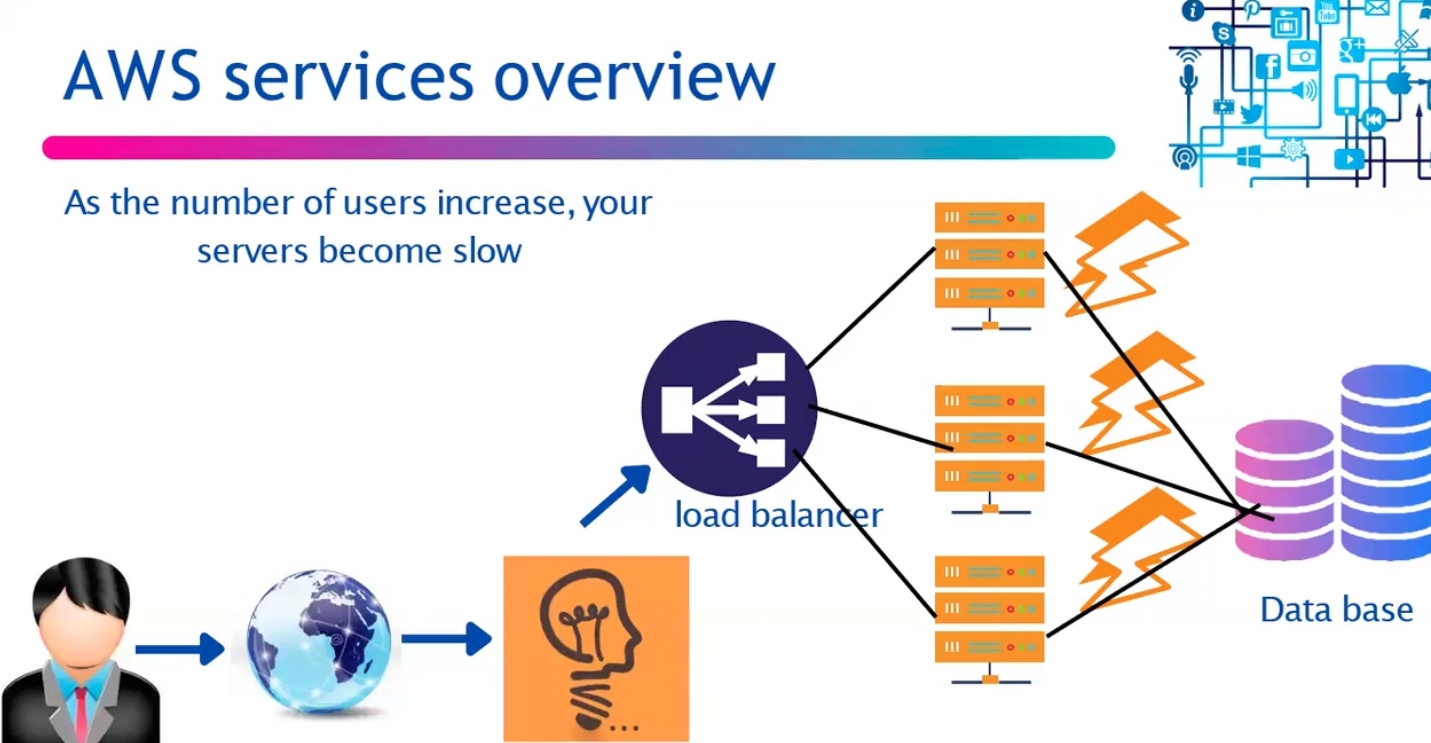 AWS services overview
As the number of users increase, your
servers become slow
load balancer
Data base